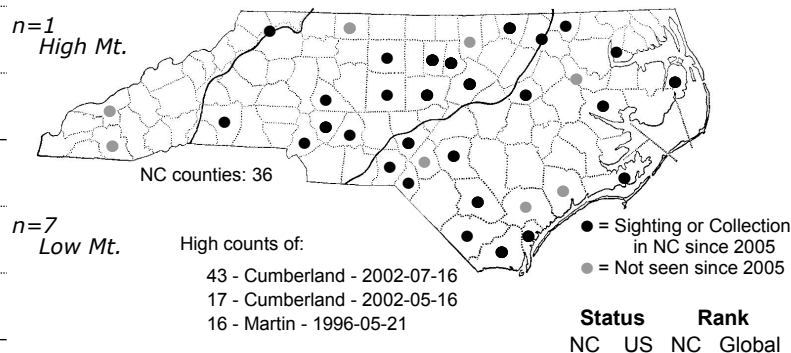 n=1
High Mt.
NC counties: 36
n=7
Low Mt.
High counts of:
43 - Cumberland - 2002-07-16
17 - Cumberland - 2002-05-16
16 - Martin - 1996-05-21
= Sighting or Collection
in NC since 2005
= Not seen since 2005
Status Rank
NC US NC Global